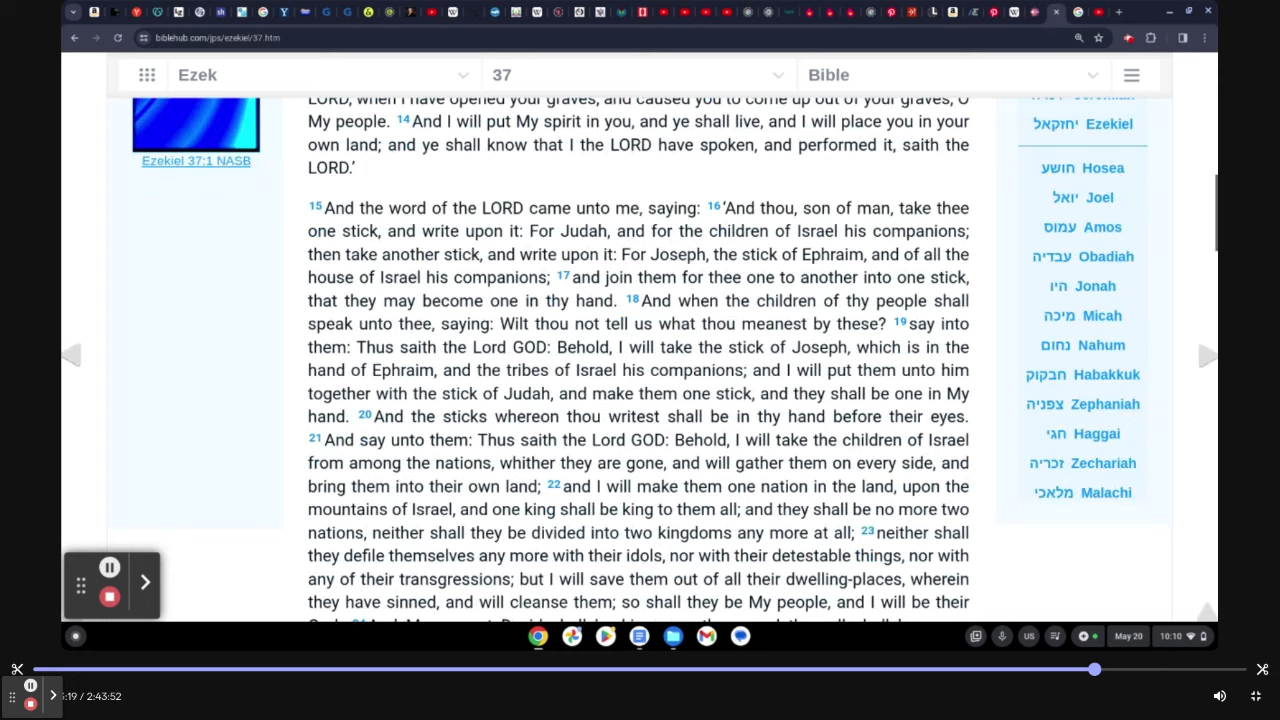 biblehub.com/jps/ezekiel/37.htm
Ezek
37
Bible
Ezekiel 37:1 NASB
LORD, when I have opened your graves, and caused you to come up out of your graves, O
My people. 14 And I will put My spirit in you, and ye shall live, and I will place you in your
own land; and ye shall know that I the LORD have spoken, and performed it, saith the
LORD.’
15 And the word of the LORD came unto me, saying: 16 ‘And thou, son of man, take thee
one stick, and write upon it: For Judah, and for the children of Israel his companions;
then take another stick, and write upon it: For Joseph, the stick of Ephraim, and of all the
house of Israel his companions; 17 and join them for thee one to another into one stick,
that they may become one in thy hand. 18 And when the children of thy people shall
speak unto thee, saying: Wilt thou not tell us what thou meanest by these? 19 say into
them: Thus saith the Lord GOD: Behold, I will take the stick of Joseph, which is in the
hand of Ephraim, and the tribes of Israel his companions; and I will put them unto him
together with the stick of Judah, and make them one stick, and they shall be one in My
hand. 20 And the sticks whereon thou writest shall be in thy hand before their eyes.
21 And say unto them: Thus saith the Lord GOD: Behold, I will take the children of Israel
from among the nations, whither they are gone, and will gather them on every side, and
bring them into their own land; 22 and I will make them one nation in the land, upon the
mountains of Israel, and one king shall be king to them all; and they shall be no more two
nations, neither shall they be divided into two kingdoms any more at all; 23 neither shall
they defile themselves any more with their idols, nor with their detestable things, nor with
any of their transgressions; but I will save them out of all their dwelling-places, wherein
they have sinned, and will cleanse them; so shall they be My people, and I will be their
יחזקאל Ezekiel
חושע Hosea
יואל Joel
עמוס Amos
עבדיה Obadiah
היו Jonah
מיכה Micah
נחום Nahum
חבקוק Habakkuk
צפניה Zephaniah
חגי Haggai
זכריה Zechariah
מלאכי Malachi
US
May 20
10:10
:19 / 2:43:52